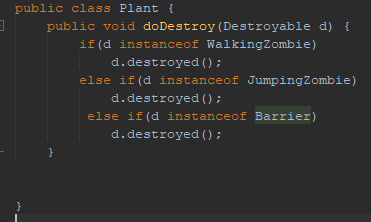 public class Plant {
    public void doDestroy(Destroyable d) {
        if(d instanceof WalkingZombie)
            d.destroyed();
        else if(d instanceof JumpingZombie)
            d.destroyed();
         else if(d instanceof Barrier)
            d.destroyed();
    }
}